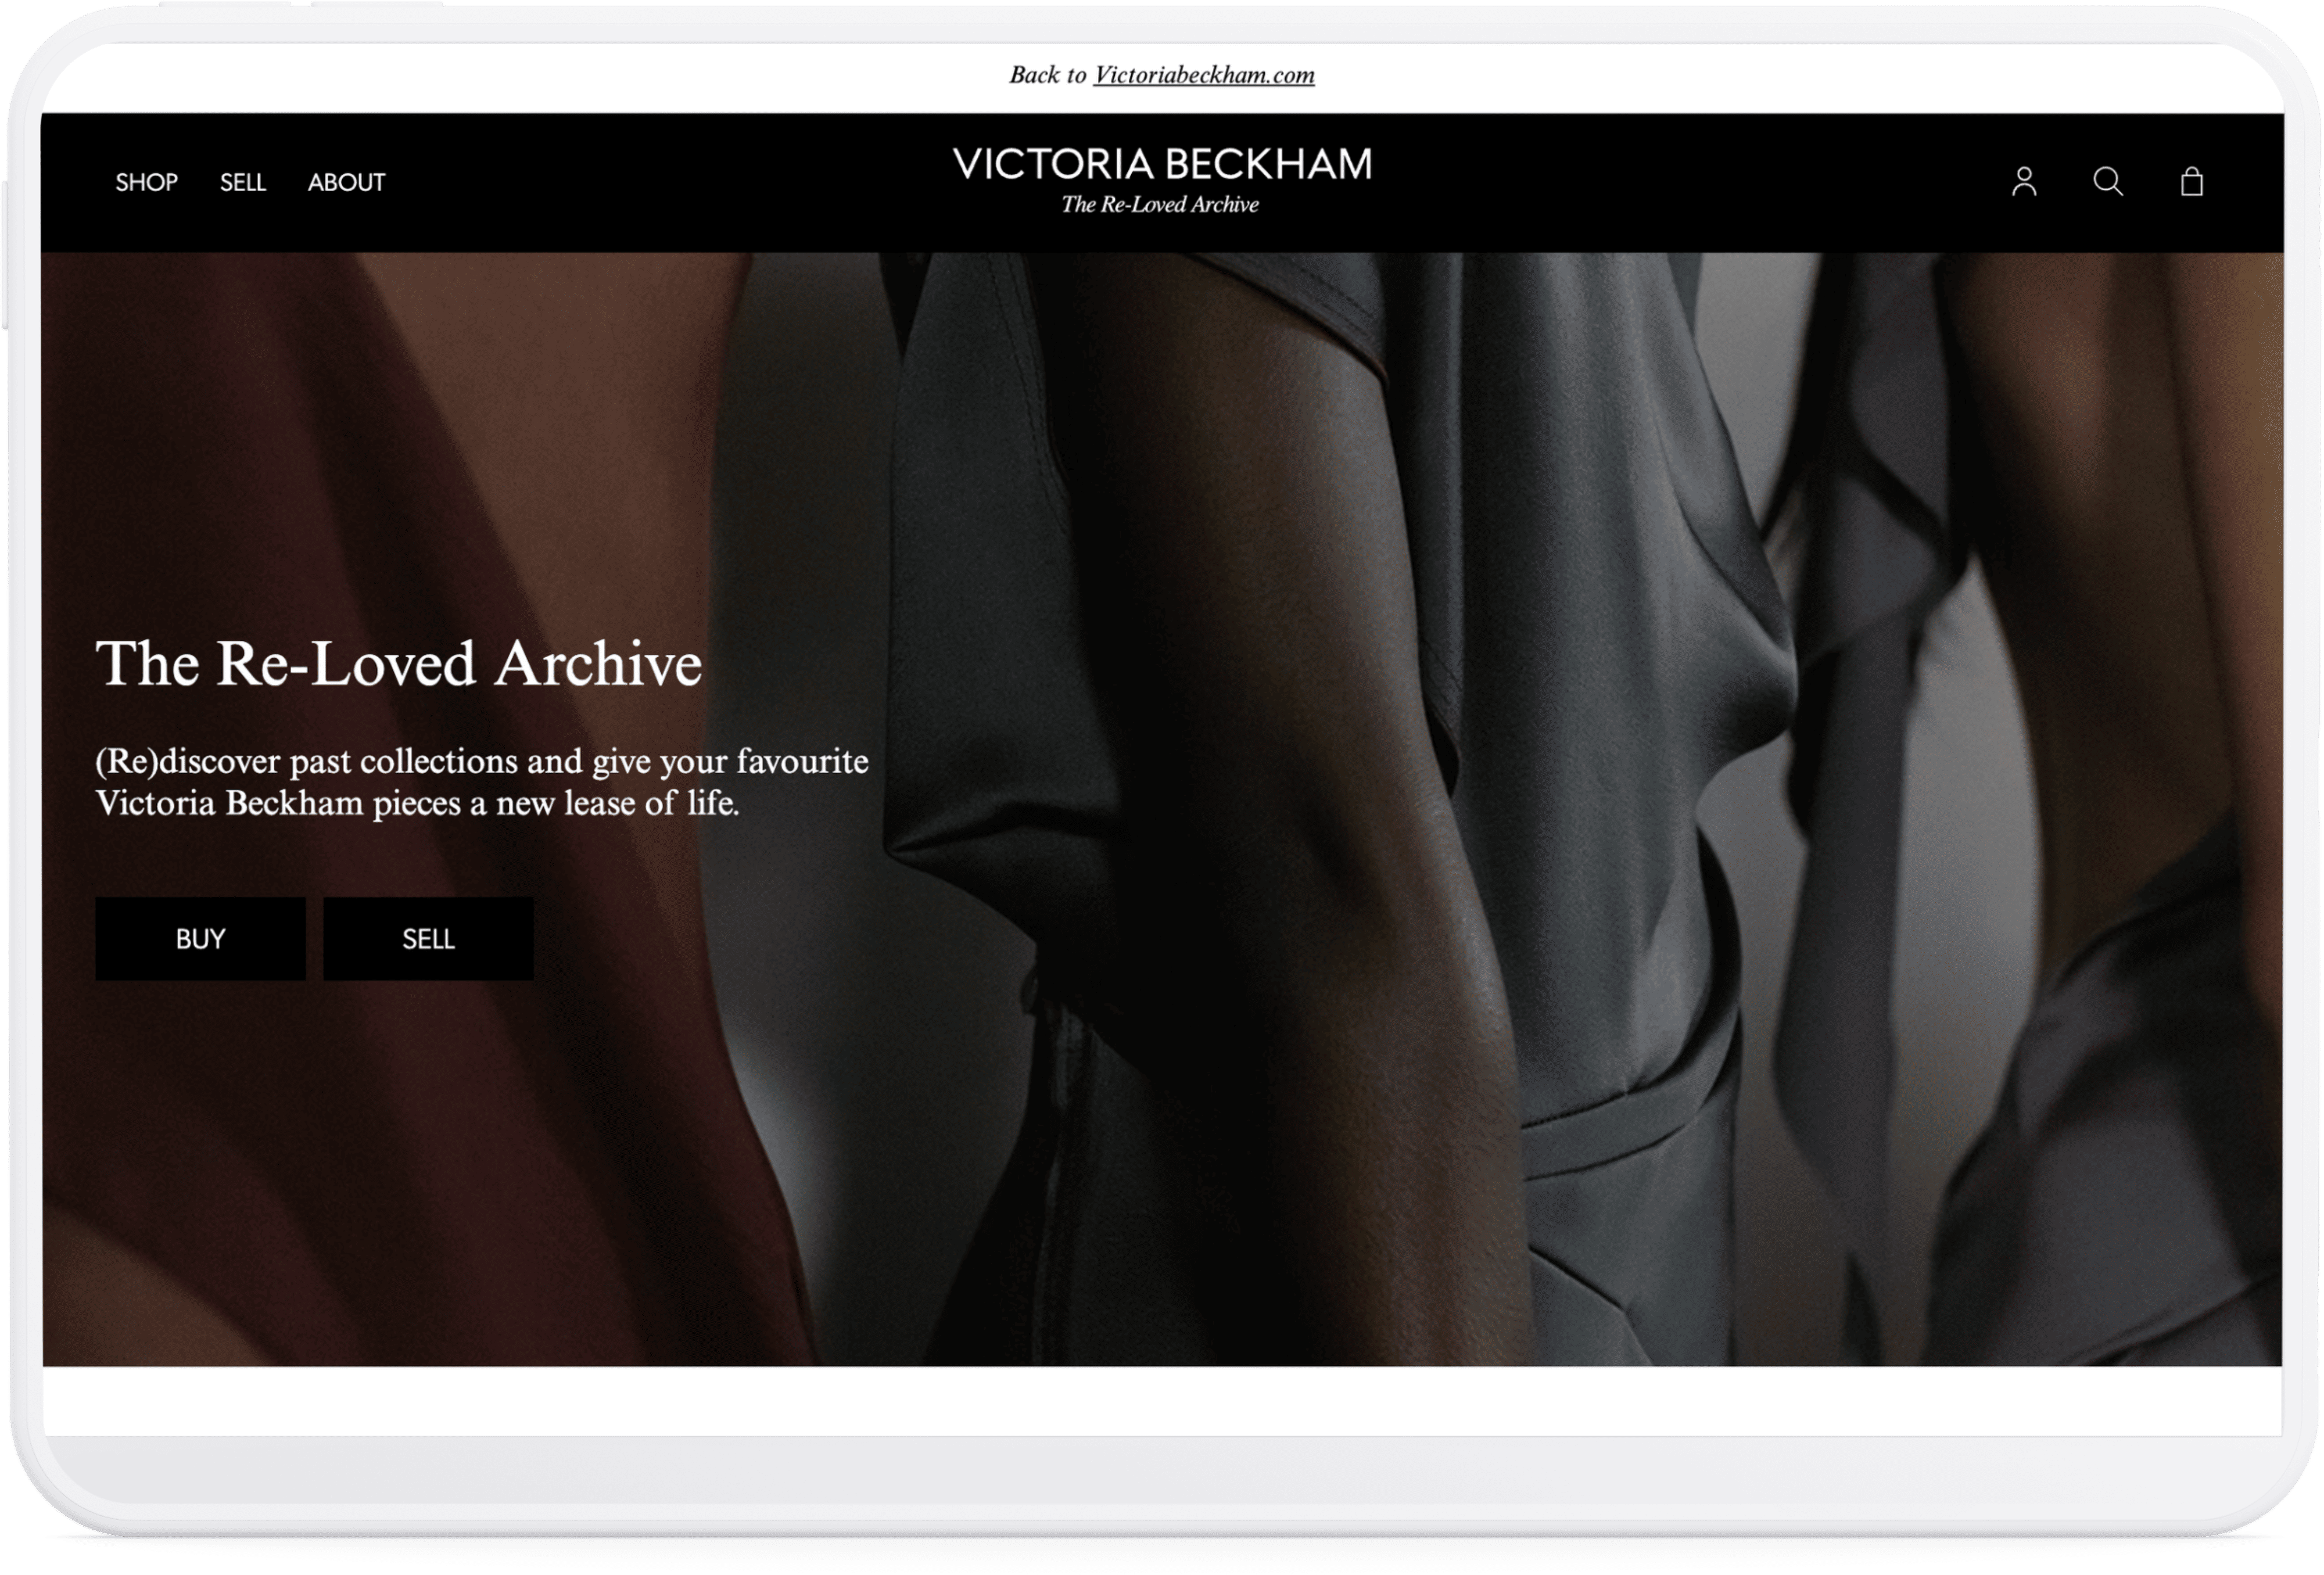 Back to Victoriabeckham.com
SHOP SELL ABOUT
VICTORIA BECKHAM
The Re-Loved Archive
The Re-Loved Archive
(Re)discover past collections and give your favourite
Victoria Beckham pieces a new lease of life.
BUY SELL